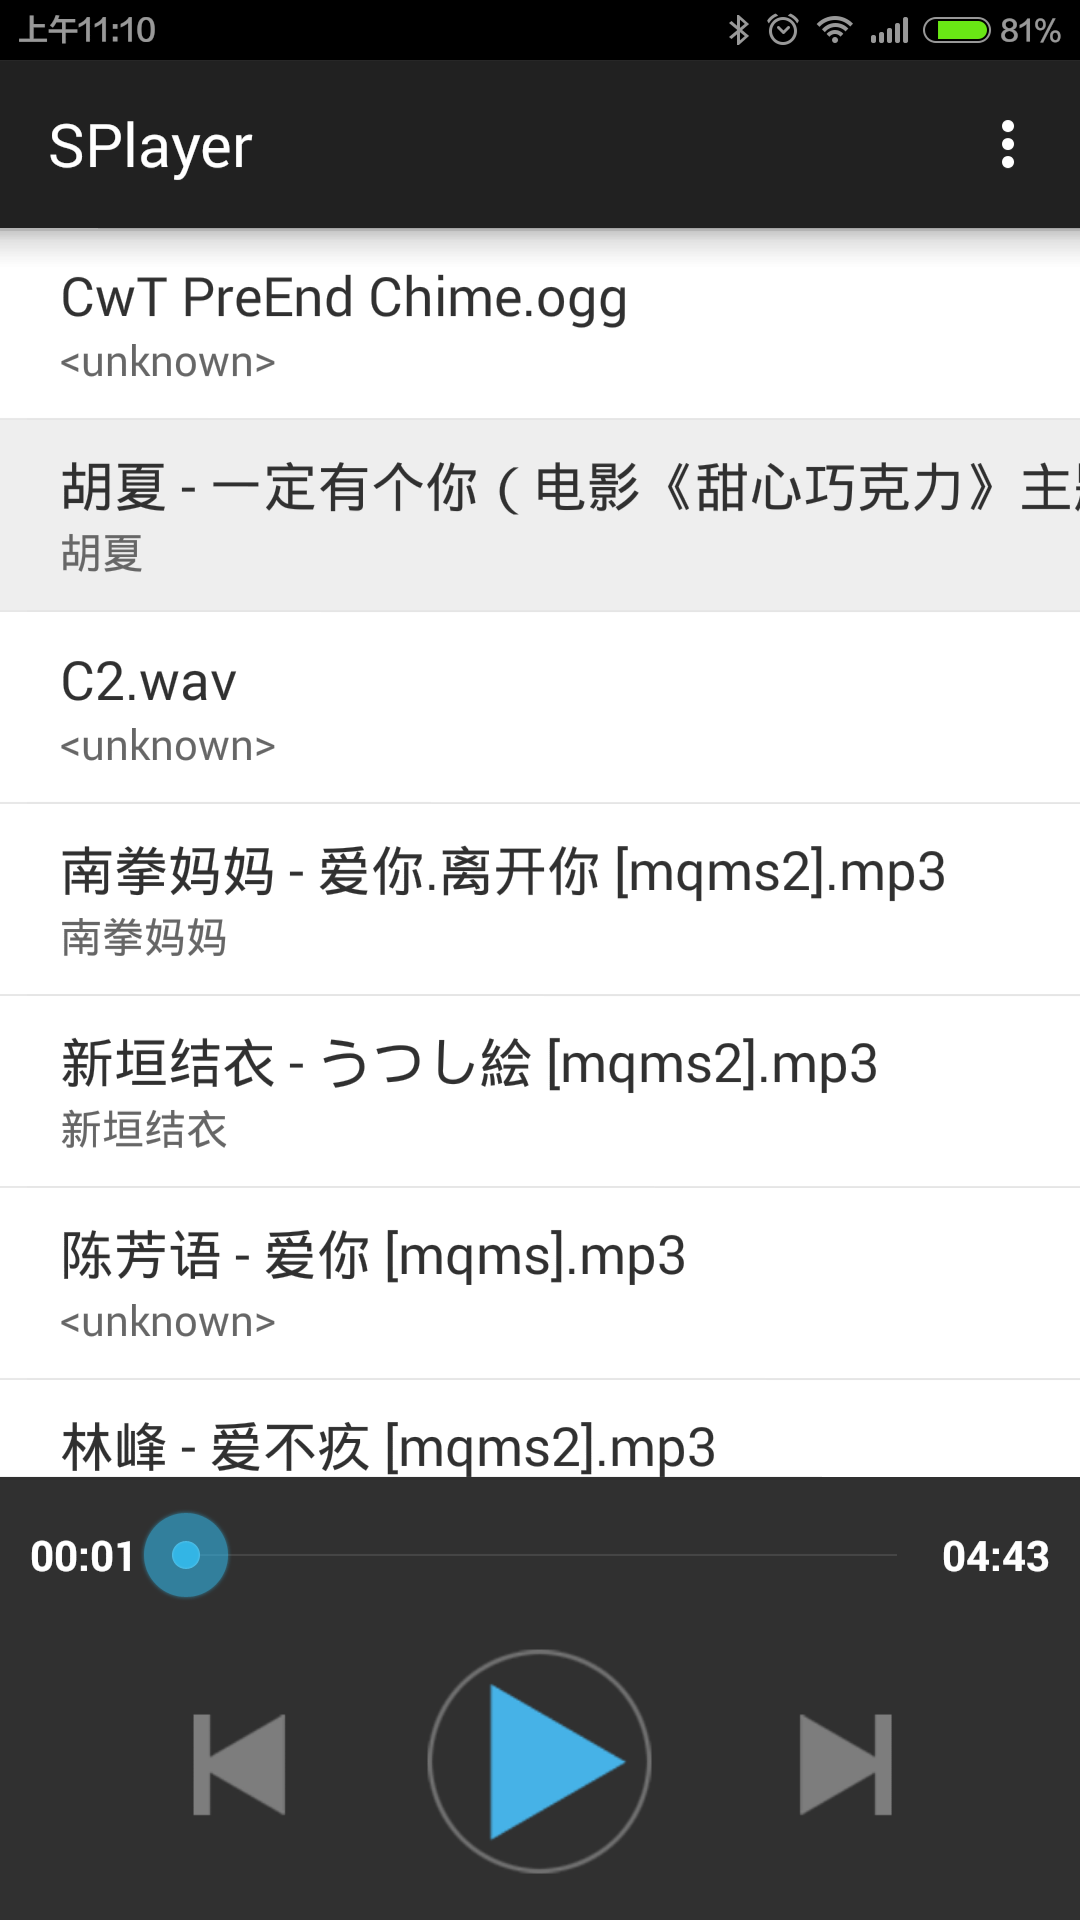 上午11:10
81%
SPlayer
CwT PreEnd Chime.ogg
<unknown>
胡夏 - 一定有个你（电影《甜心巧克力》主
胡夏
C2.wav
<unknown>
南拳妈妈 - 爱你.离开你 [mqms2].mp3
南拳妈妈
新垣结衣 - うつし絵 [mqms2].mp3
新垣结衣
陈芳语 - 爱你 [mqms].mp3
<unknown>
林峰 - 爱不疚 [mqms2].mp3
00:01
04:43